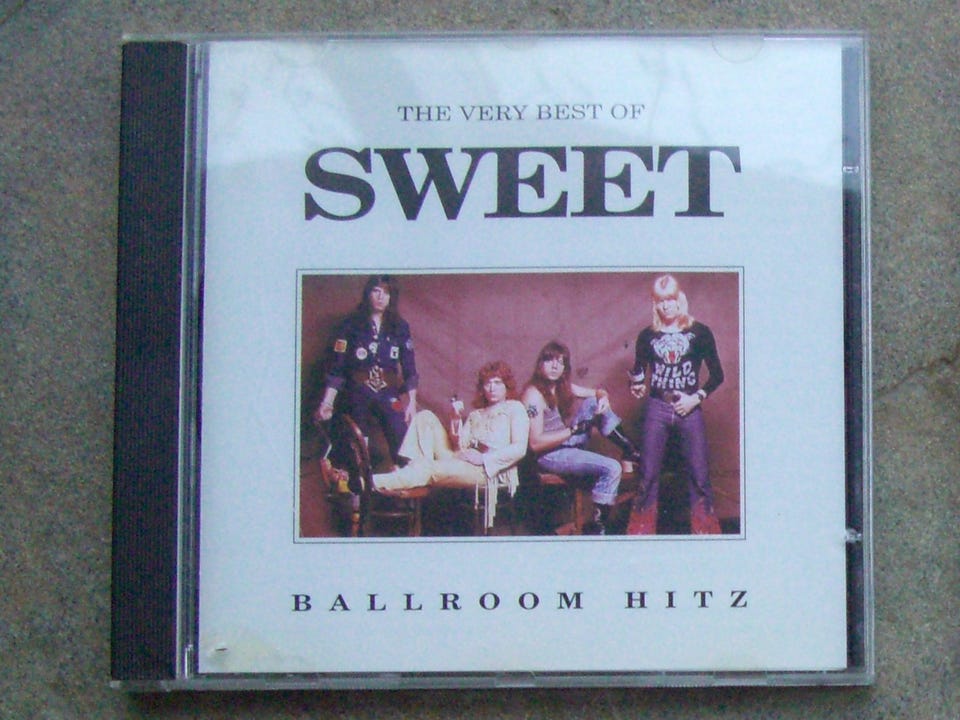 THE VERY BEST OF
SWEET
WILD
THING
BALLROOM HITZ